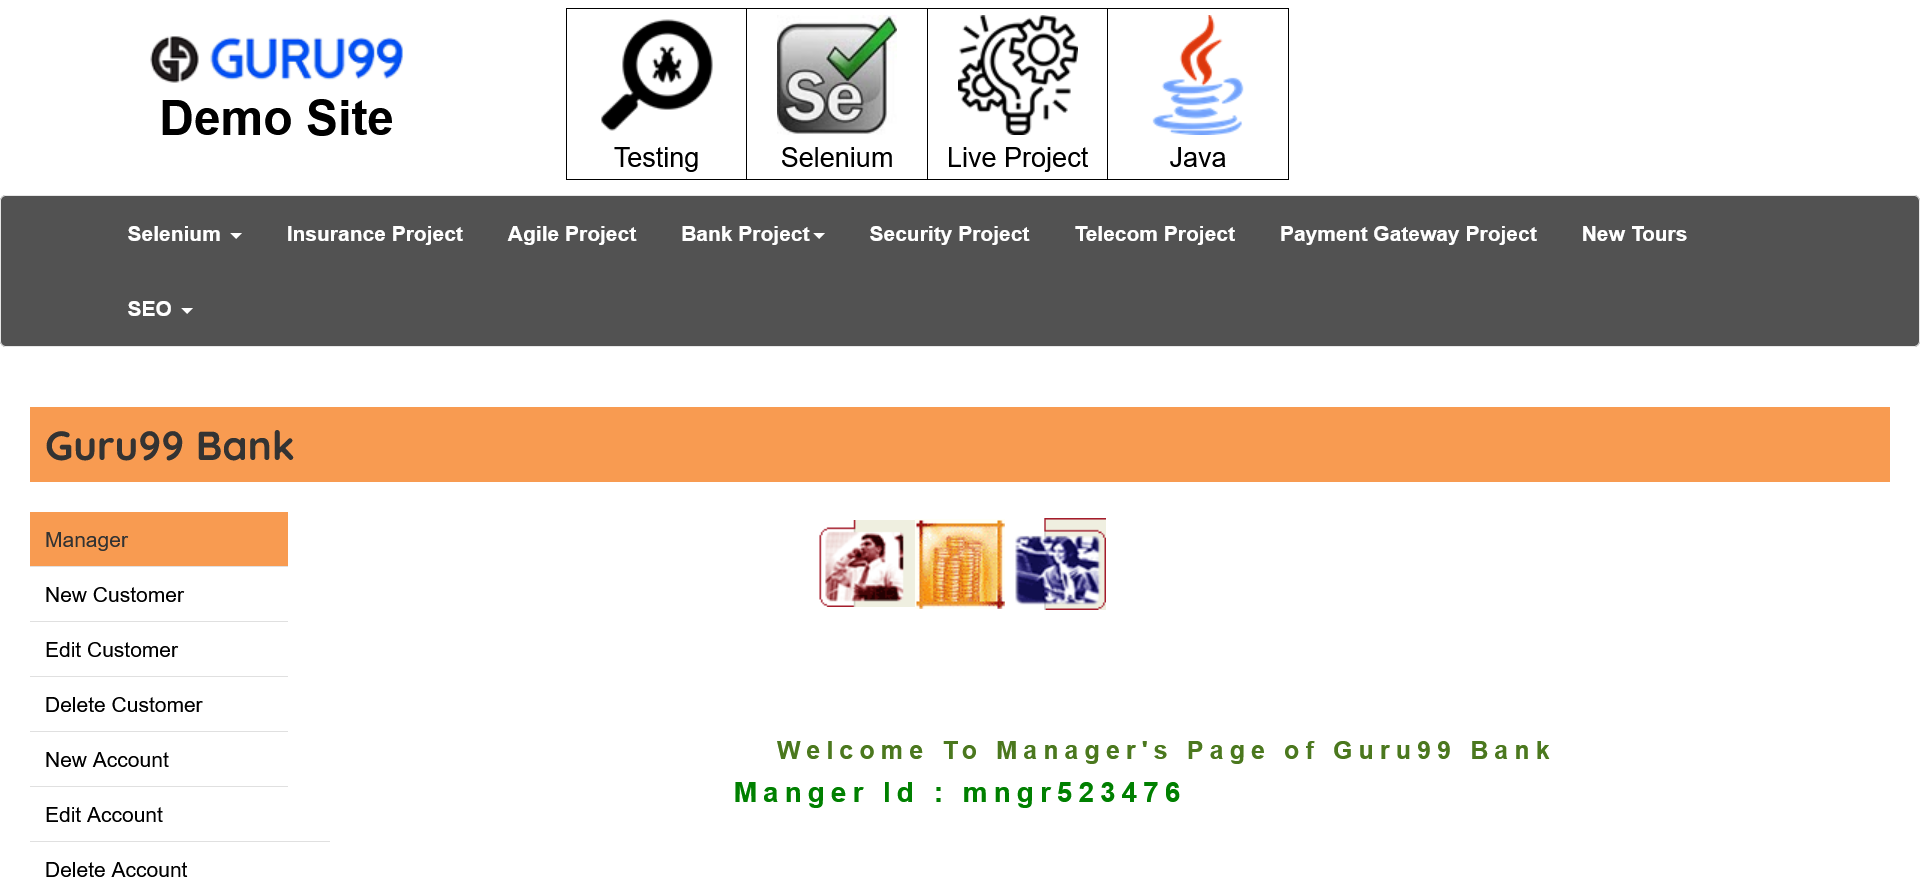 GURU99
Demo Site
Testing
Se
Selenium
Live Project
Java
Selenium
Insurance Project
Agile Project
Bank Project
Security Project
Telecom Project
Payment Gateway Project
New Tours
SEO
Guru99 Bank
Manager
New Customer
Edit Customer
Delete Customer
New Account
Edit Account
Delete Account
Welcome To Manager's Page of Guru99 Bank
Manger Id : mngr523476